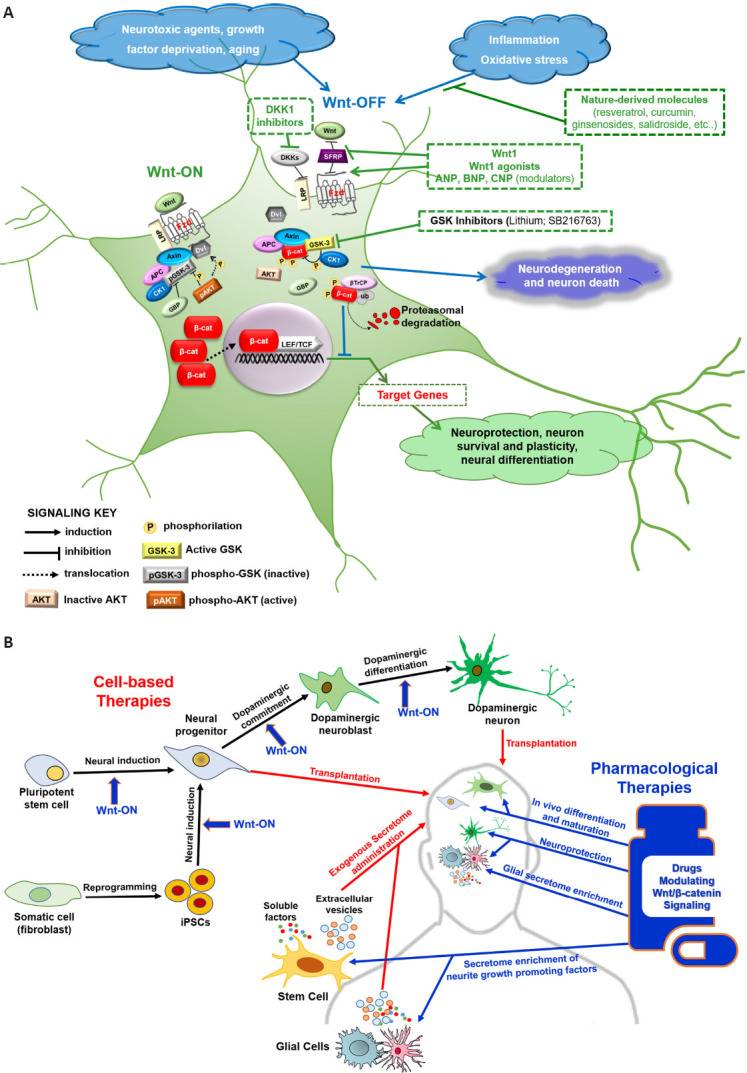 A
Neurotoxic agents, growth
factor deprivation, aging
Inflammation
Oxidative stress
Wnt-OFF
DKK1
inhibitors
Nature-derived molecules
(resveratrol, curcumin,
ginsenosides, salidroside, etc..)
Wnt
SFRP
DKKs
LRP
Fzd
Wnt1
Wnt1 agonists
ANP, BNP, CNP (modulators)
Wnt-ON
Wnt
LRP
Fzd
Axin
Dvl
APC
pGSK-3
CK1
P
P
P
GBP
pAKT
Dvl
Axin
APC
GSK-3
β-cat
P
P
P
CK1
AKT
GBP
GSK Inhibitors (Lithium; SB216763)
Neurodegeneration
and neuron death
P
βTrCP
β-cat
ub
P
Proteasomal
degradation
β-cat
β-cat
β-cat
β-cat
LEF/TCF
Target Genes
Neuroprotection, neuron
survival and plasticity,
neural differentiation
SIGNALING KEY
induction
inhibition
translocation
AKT
Inactive AKT
P
phosphorilation
GSK-3
Active GSK
pGSK-3
phospho-GSK (inactive)
pAKT
phospho-AKT (active)
B
Cell-based
Therapies
Pluripotent
stem cell
Neural induction
Wnt-ON
Neural
progenitor
Dopaminergic
commitment
Wnt-ON
Dopaminergic
neuroblast
Dopaminergic
differentiation
Wnt-ON
Dopaminergic
neuron
Transplantation
Transplantation
Neural induction
Wnt-ON
Somatic cell
(fibroblast)
Reprogramming
iPSCs
Exogenous Secretome
administration
Soluble
factors
Extracellular
vesicles
Stem Cell
Glial Cells
Pharmacological
Therapies
In vivo differentiation
and maturation
Neuroprotection
Glial secretome enrichment
Drugs
Modulating
Wnt/β-catenin
Signaling
Secretome enrichment of
neurite growth promoting factors